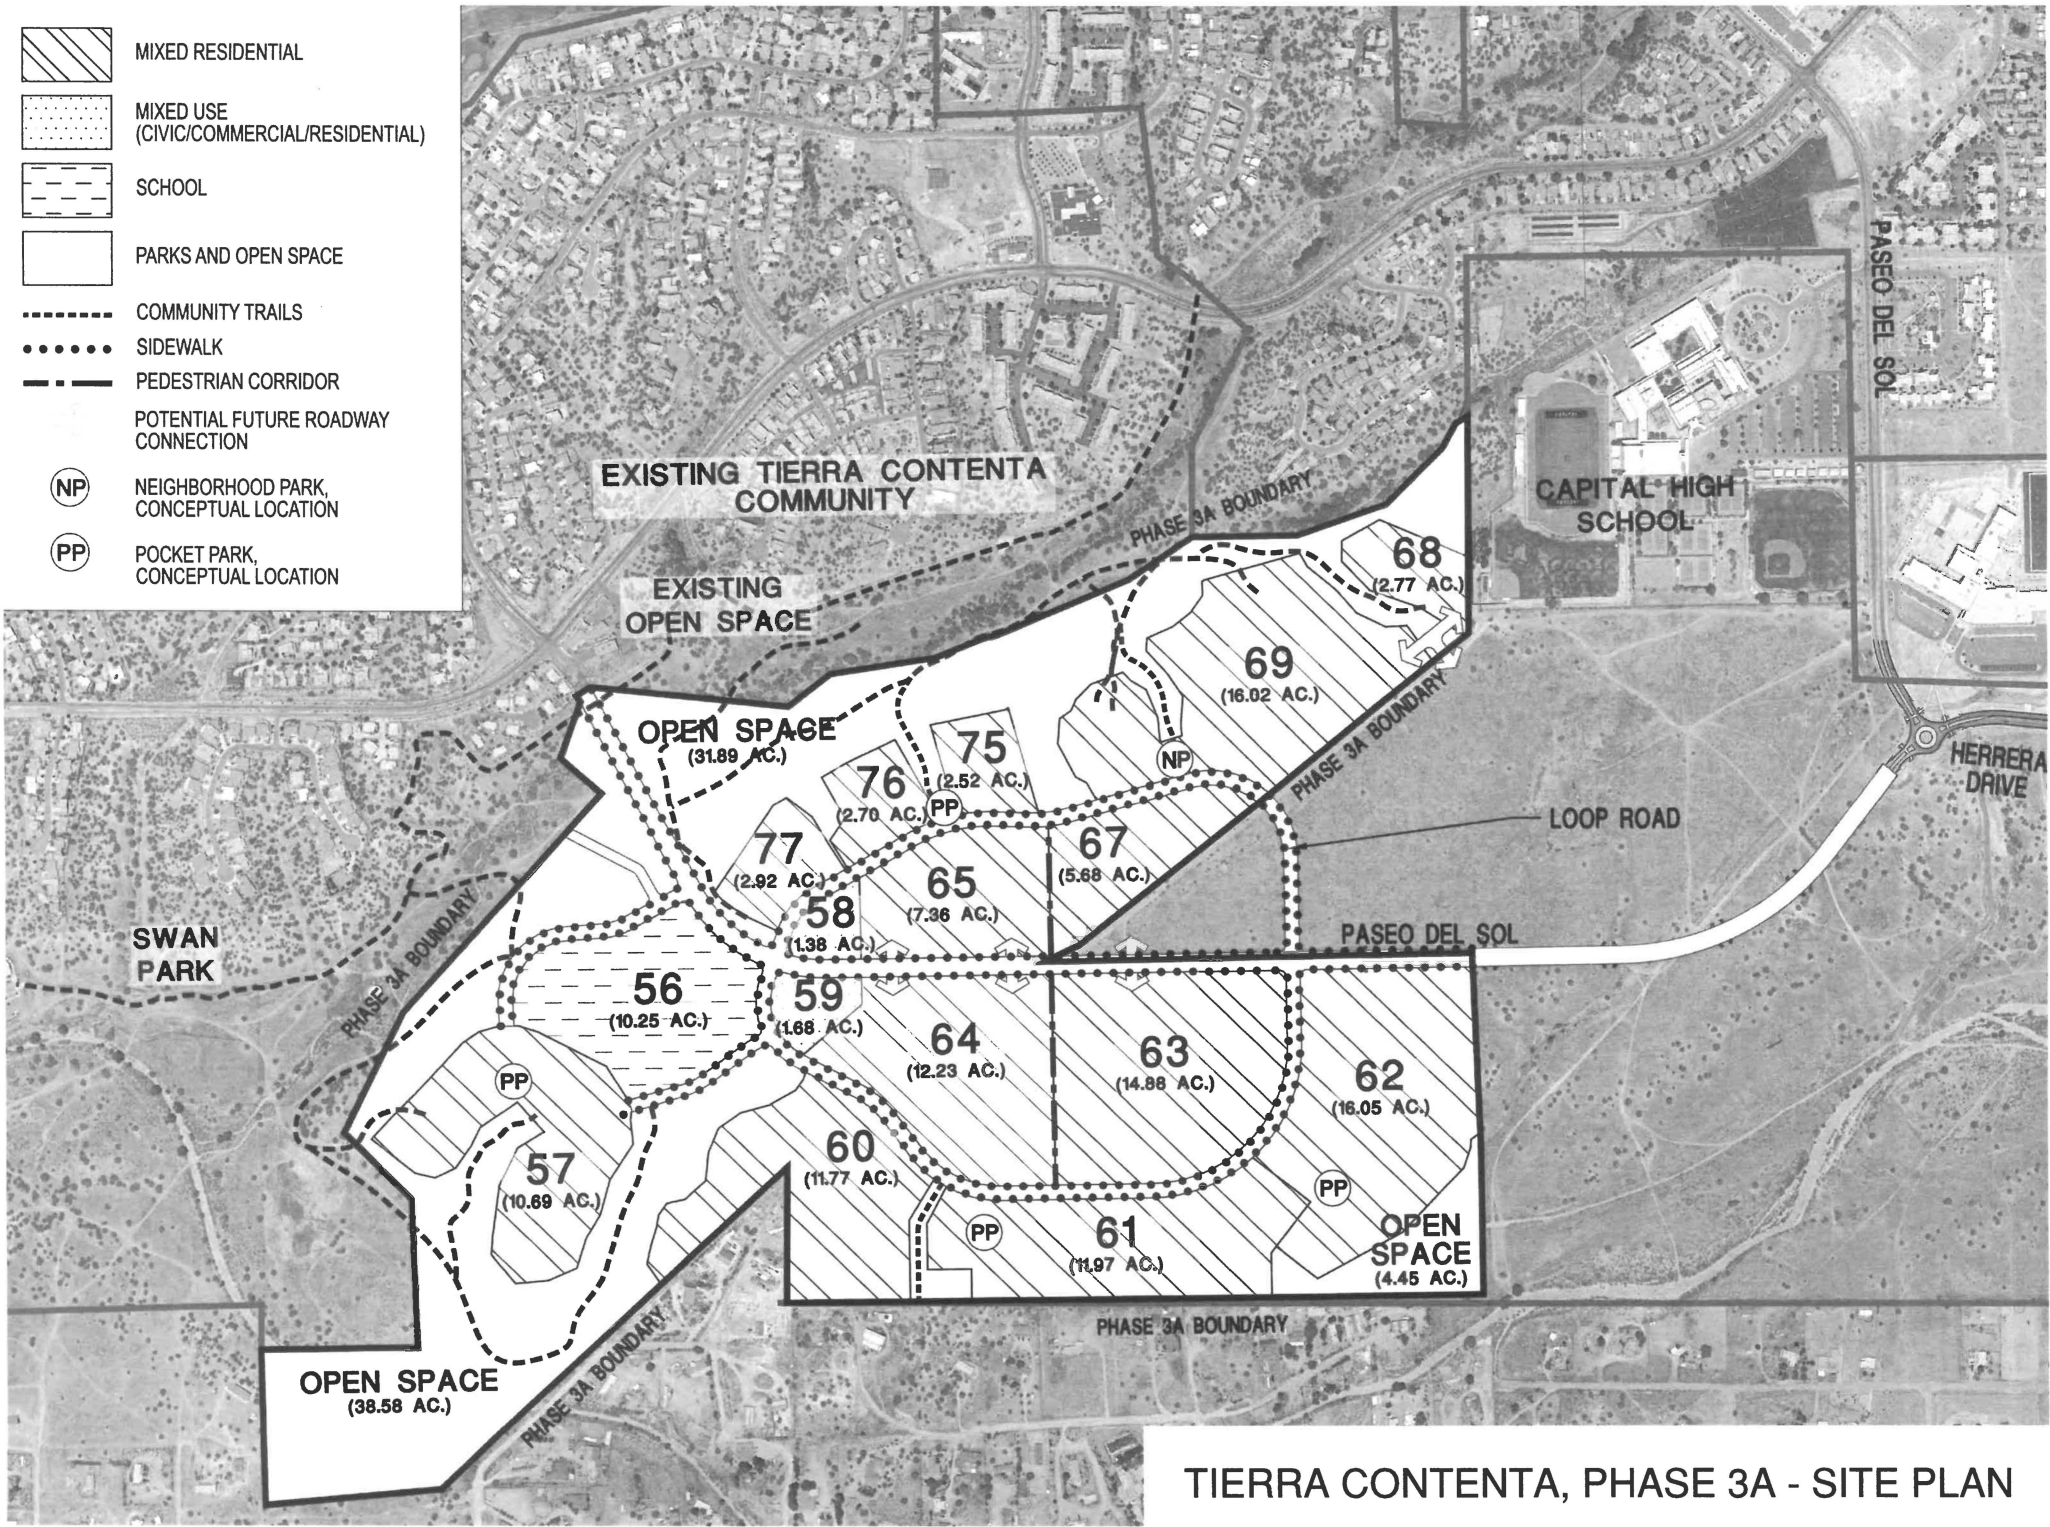 MIXED RESIDENTIAL
MIXED USE
(CIVIC/COMMERCIAL/RESIDENTIAL)
SCHOOL
PARKS AND OPEN SPACE
COMMUNITY TRAILS
SIDEWALK
PEDESTRIAN CORRIDOR
POTENTIAL FUTURE ROADWAY
CONNECTION
NP
NEIGHBORHOOD PARK,
CONCEPTUAL LOCATION
PP
POCKET PARK,
CONCEPTUAL LOCATION
PASEO DEL SOL
EXISTING TIERRA CONTENTA
COMMUNITY
CAPITAL HIGH
SCHOOL
PHASE 3A BOUNDARY
EXISTING
OPEN SPACE
68
(2.77 AC.)
69
(16.02 AC.)
OPEN SPACE
(31.89 AC.)
75
(2.52 AC.)
NP
PHASE 3A BOUNDARY
HERRERA
DRIVE
76
(2.70 AC.)
PP
LOOP ROAD
77
(2.92 AC.)
67
(5.68 AC.)
65
(7.36 AC.)
58
(1.38 AC.)
PASEO DEL SOL
SWAN
PARK
PHASE 3A BOUNDARY
56
(10.25 AC.)
59
(1.68 AC.)
64
(12.23 AC.)
63
(14.88 AC.)
62
(16.05 AC.)
PP
57
(10.69 AC.)
60
(11.77 AC.)
PP
61
(11.97 AC.)
PP
OPEN
SPACE
(4.45 AC.)
PHASE 3A BOUNDARY
PHASE 3A BOUNDARY
OPEN SPACE
(38.58 AC.)
TIERRA CONTENTA, PHASE 3A - SITE PLAN